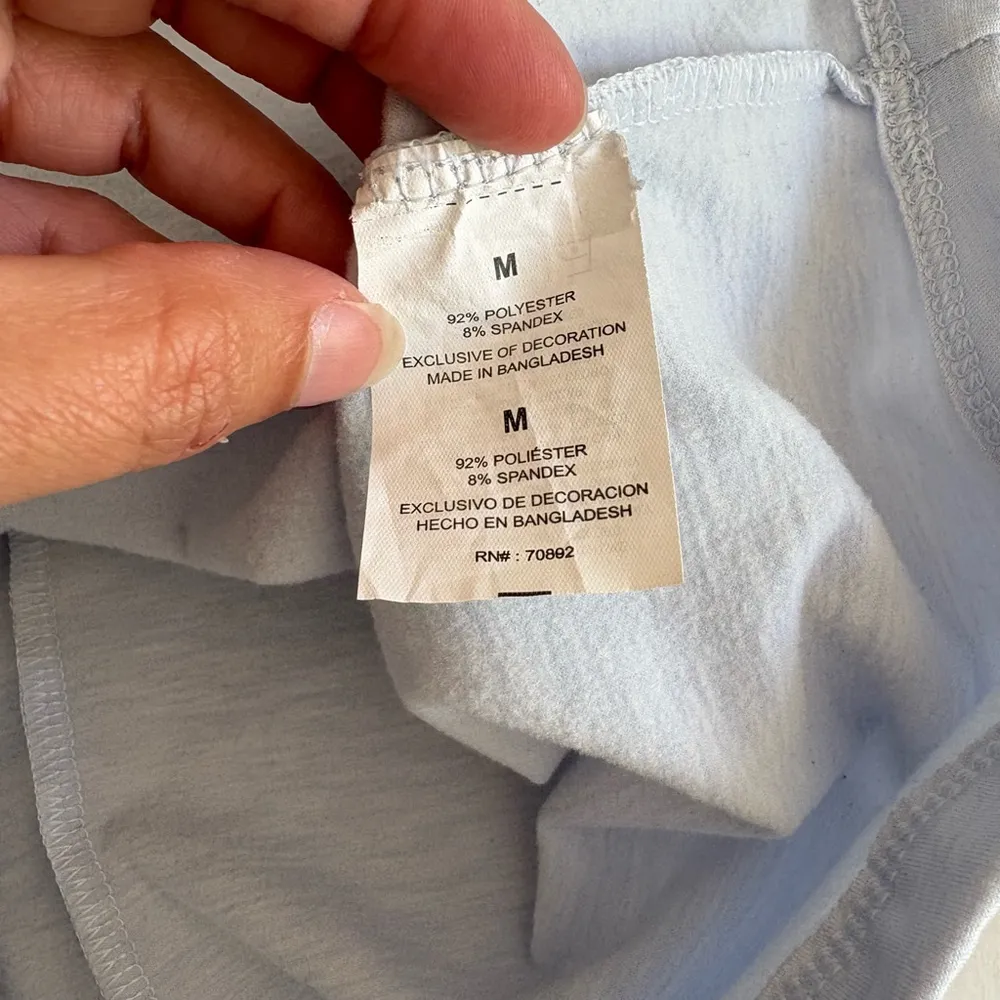 M
92% POLYESTER
8% SPANDEX
EXCLUSIVE OF DECORATION
MADE IN BANGLADESH
M
92% POLIÉSTER
8% SPANDEX
EXCLUSIVO DE DECORACION
HECHO EN BANGLADESH
RN# : 70892